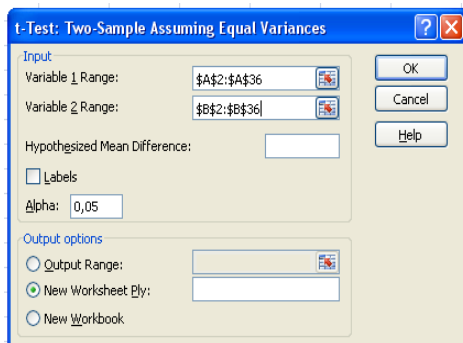 t-Test: Two-Sample Assuming Equal Variances
Input
Variable 1 Range: $A$2:$A$36
Variable 2 Range: $B$2:$B$36
Hypothesized Mean Difference:
Labels
Alpha: 0,05
OK
Cancel
Help
Output options
Output Range:
New Worksheet Ply:
New Workbook